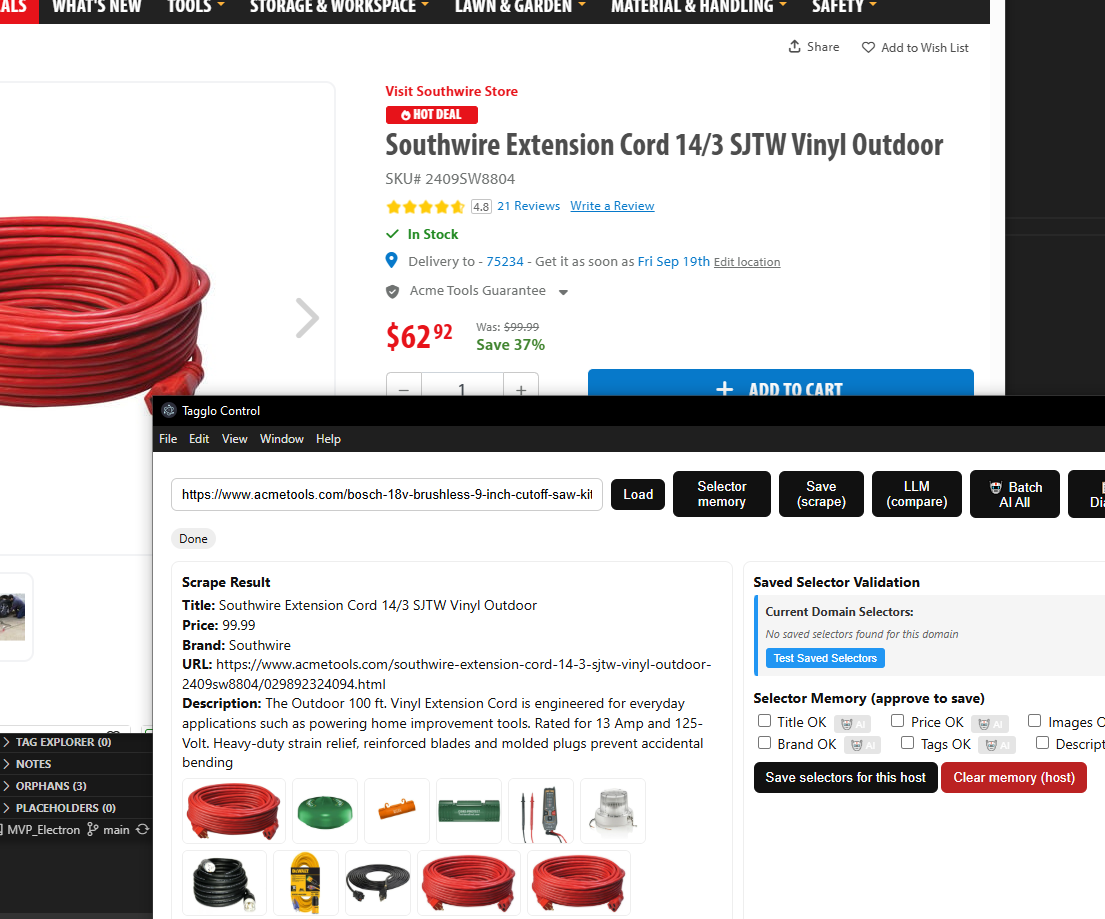 ALS WHAT'S NEW TOOLS STORAGE & WORKSPACE LAWN & GARDEN MATERIAL & HANDLING SAFETY
Share Add to Wish List
Visit Southwire Store
HOT DEAL
Southwire Extension Cord 14/3 SJTW Vinyl Outdoor
SKU# 2409SW8804
4.8 21 Reviews Write a Review
In Stock
Delivery to - 75234 - Get it as soon as Fri Sep 19th Edit location
Acme Tools Guarantee
$62 92 Was: $99.99
Save 37%
− 1 + + ADD TO CART
Tagglo Control
File Edit View Window Help
https://www.acmetools.com/bosch-18v-brushless-9-inch-cutoff-saw-kit
Load
Selector
memory
Save
(scrape)
LLM
(compare)
Batch
AI All
Dia
Done
Scrape Result
Title: Southwire Extension Cord 14/3 SJTW Vinyl Outdoor
Price: 99.99
Brand: Southwire
URL: https://www.acmetools.com/southwire-extension-cord-14-3-sjtw-vinyl-outdoor-
2409sw8804/029892324094.html
Description: The Outdoor 100 ft. Vinyl Extension Cord is engineered for everyday
applications such as powering home improvement tools. Rated for 13 Amp and 125-
Volt. Heavy-duty strain relief, reinforced blades and molded plugs prevent accidental
bending
DEWALT
Saved Selector Validation
Current Domain Selectors:
No saved selectors found for this domain
Test Saved Selectors
Selector Memory (approve to save)
Title OK AI Price OK AI Images O
Brand OK AI Tags OK AI Descript
Save selectors for this host Clear memory (host)
TAG EXPLORER (0)
NOTES
ORPHANS (3)
PLACEHOLDERS (0)
MVP_Electron main